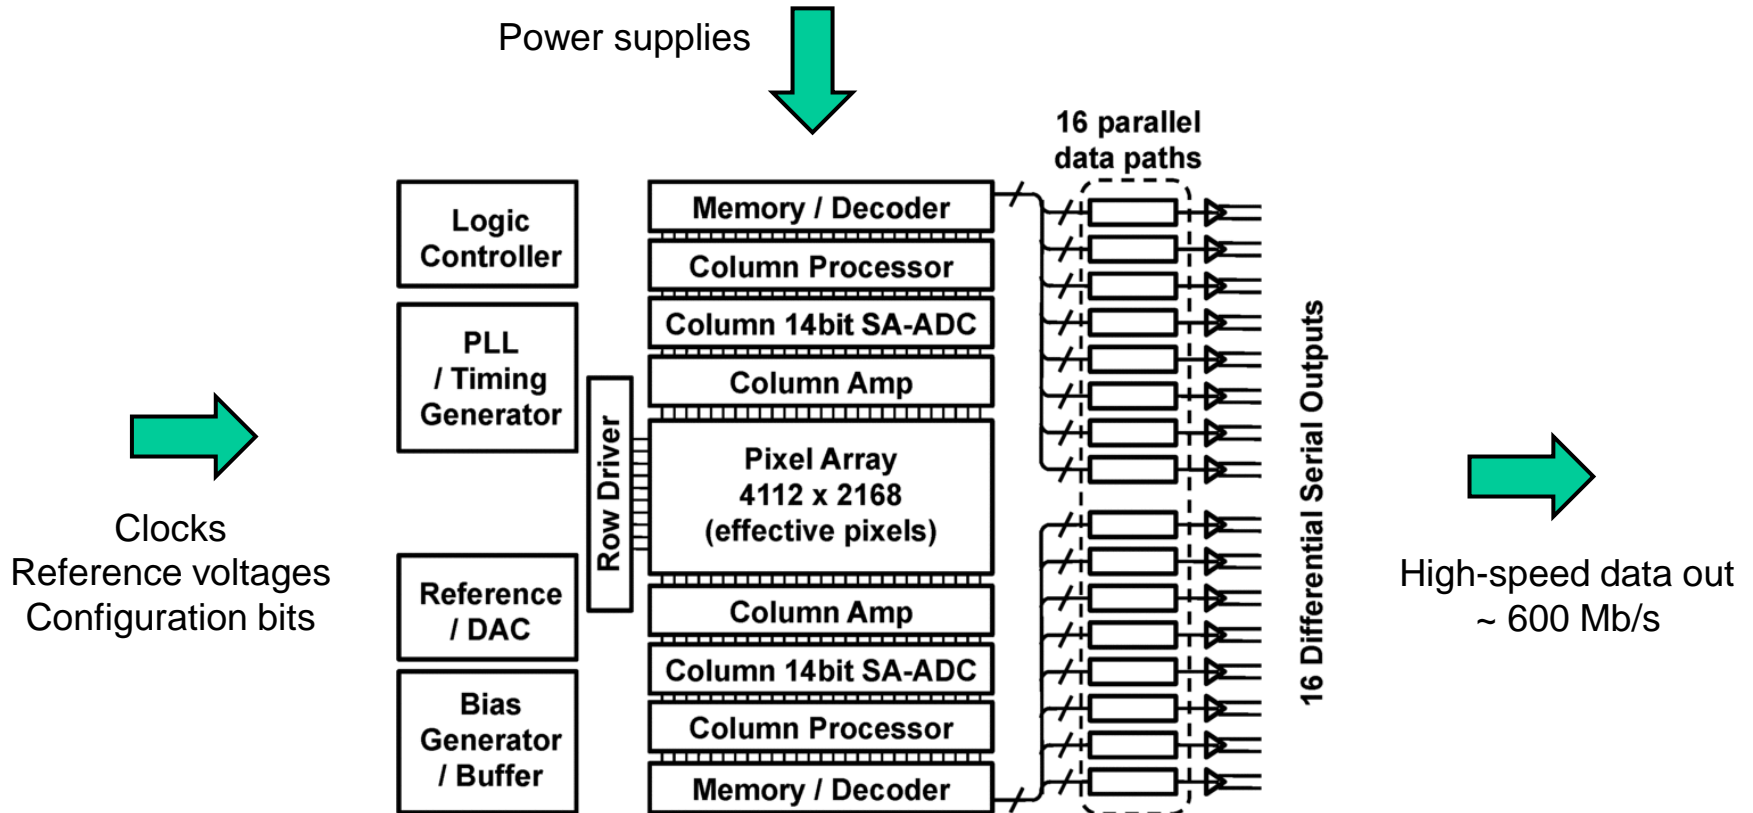 Power supplies
16 parallel
data paths
Logic
Controller
PLL
/ Timing
Generator
Reference
/ DAC
Bias
Generator
/ Buffer
Row Driver
Memory / Decoder
Column Processor
Column 14bit SA-ADC
Column Amp
Pixel Array
4112 x 2168
(effective pixels)
Column Amp
Column 14bit SA-ADC
Column Processor
Memory / Decoder
16 Differential Serial Outputs
Clocks
Reference voltages
Configuration bits
High-speed data out
~ 600 Mb/s